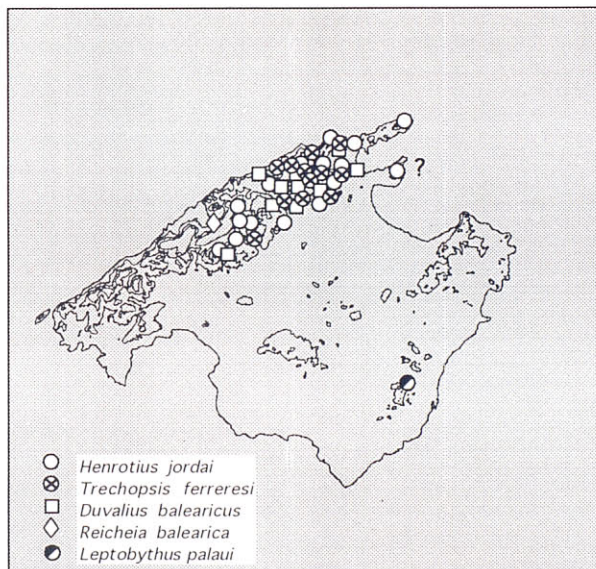 ?
Henrotius jordai
Trechopsis ferreresi
Duvalius balearicus
Reicheia balearica
Leptobythus palaui